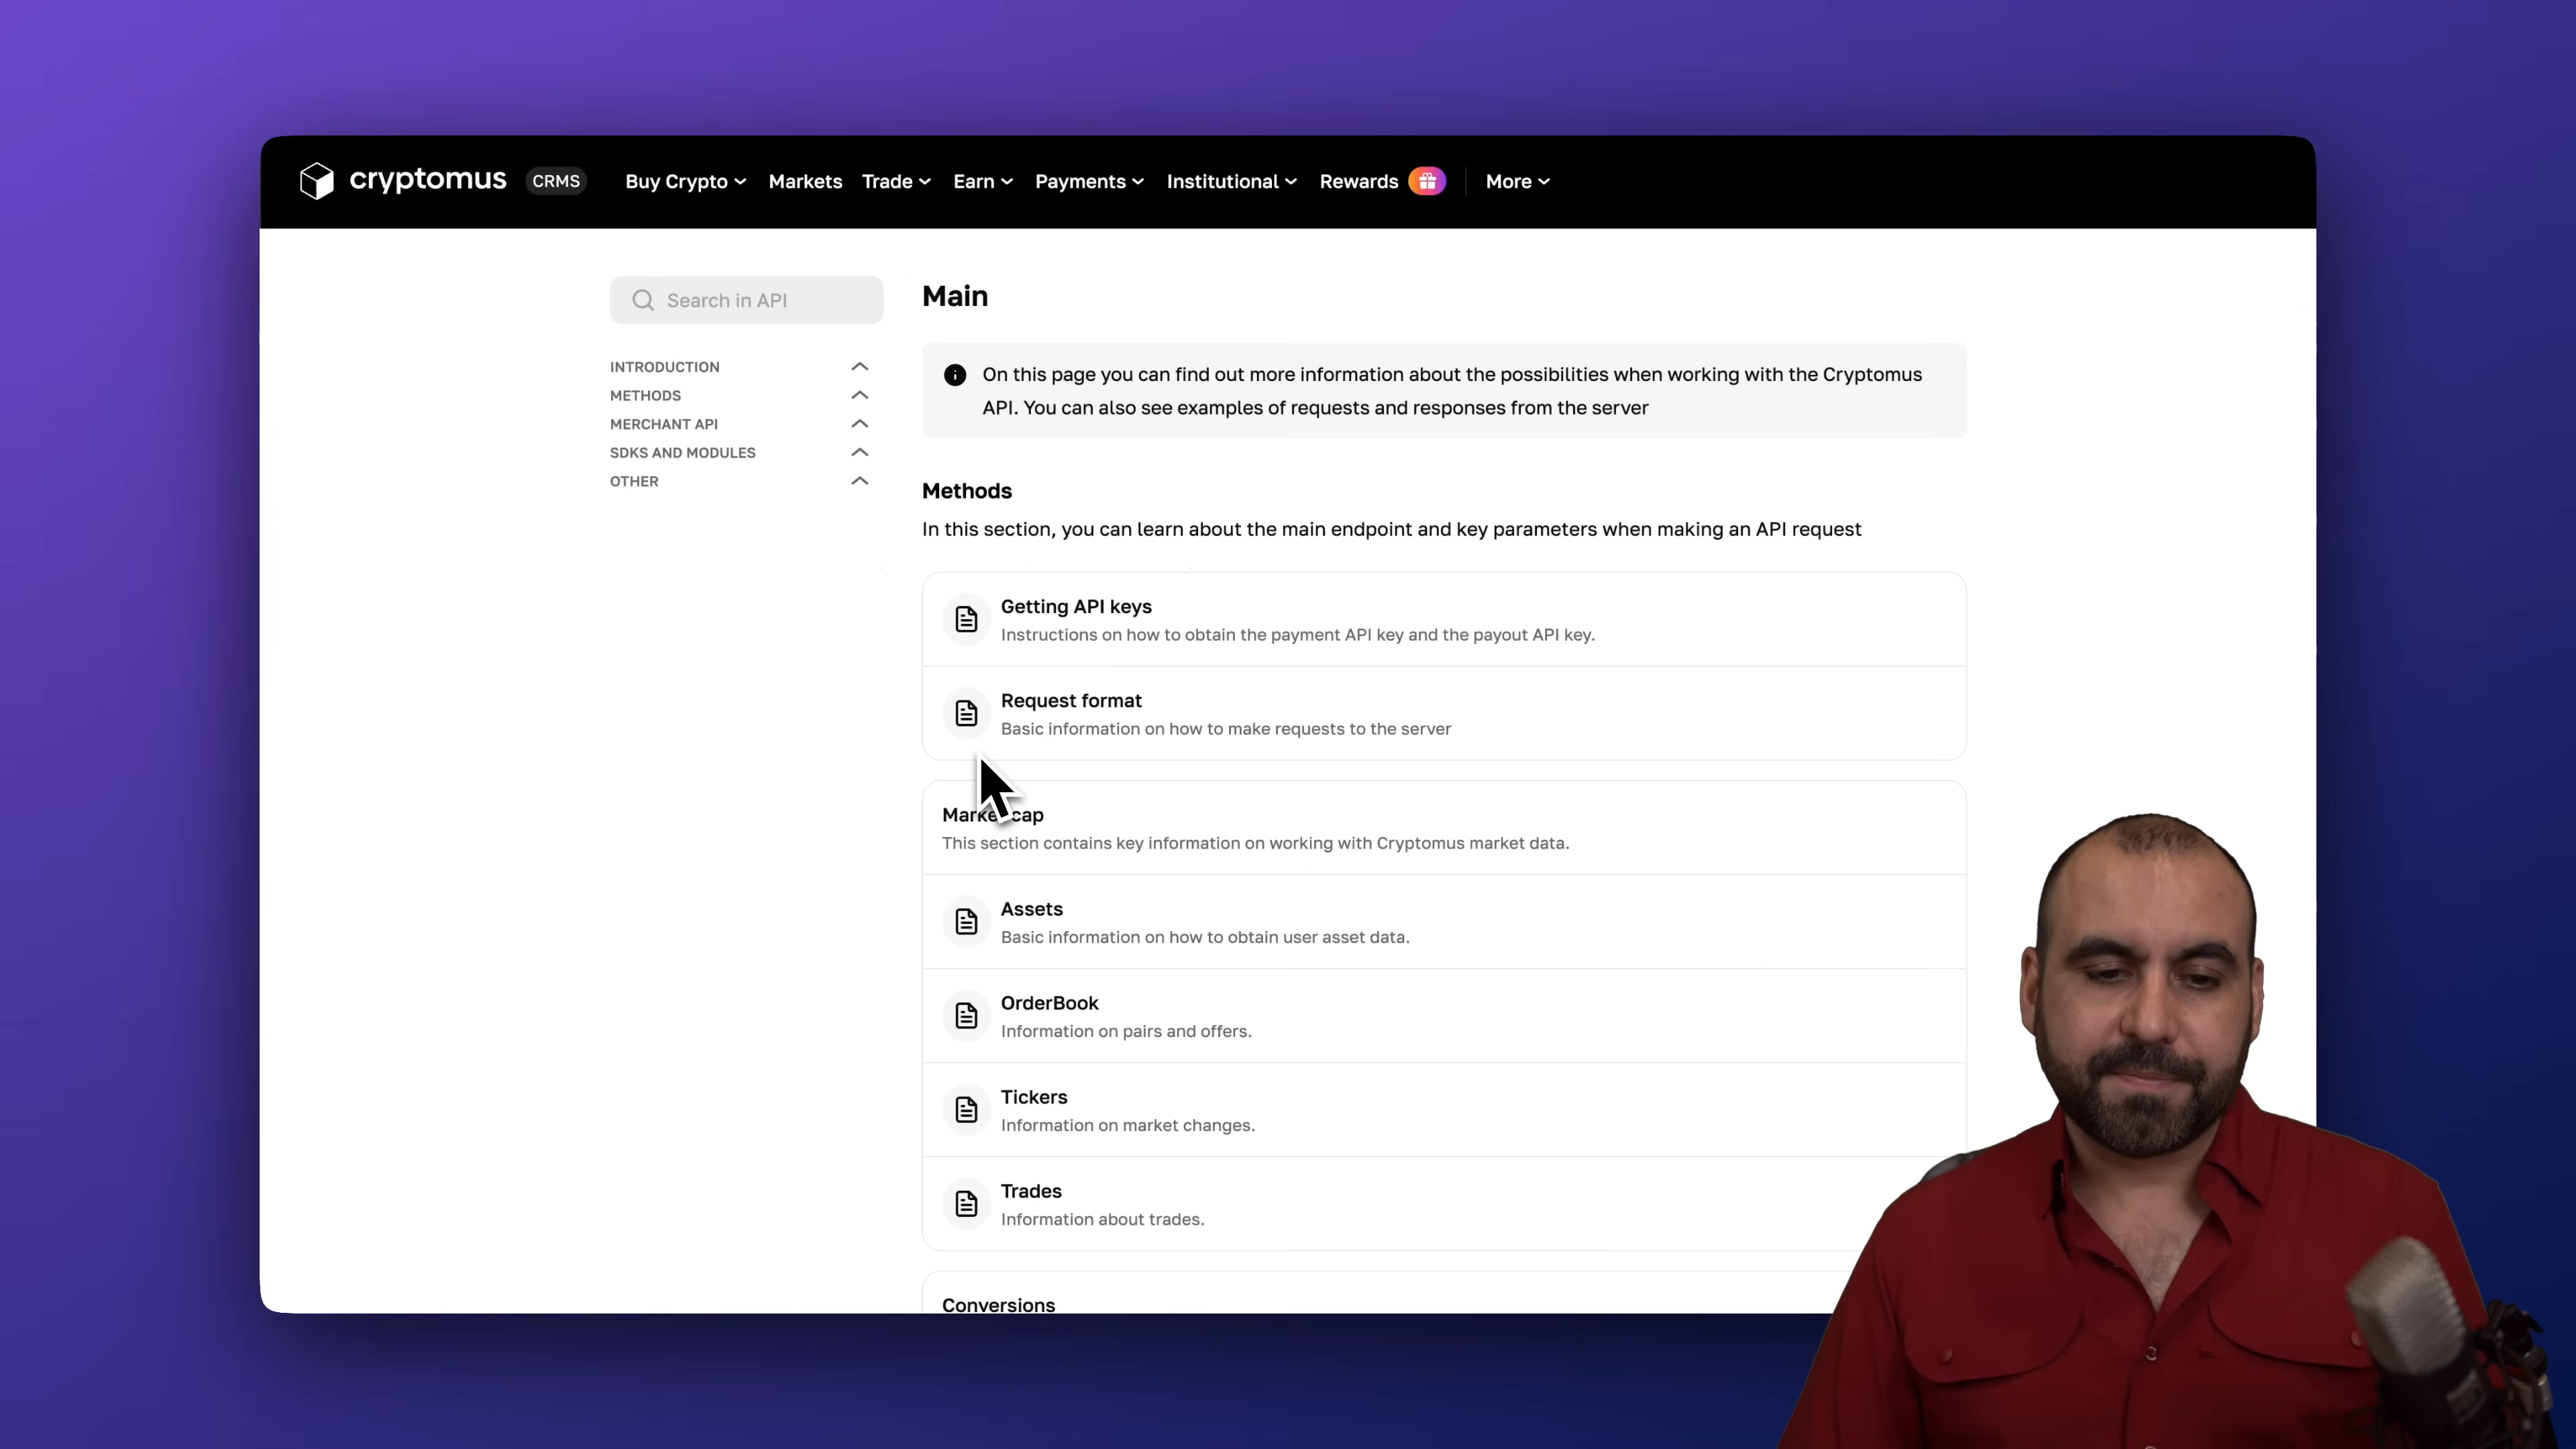 cryptomus CRMS Buy Crypto Markets Trade Earn Payments Institutional Rewards More
Search in API
INTRODUCTION
METHODS
MERCHANT API
SDKS AND MODULES
OTHER
Main
On this page you can find out more information about the possibilities when working with the Cryptomus
API. You can also see examples of requests and responses from the server
Methods
In this section, you can learn about the main endpoint and key parameters when making an API request
Getting API keys
Instructions on how to obtain the payment API key and the payout API key.
Request format
Basic information on how to make requests to the server
Market cap
This section contains key information on working with Cryptomus market data.
Assets
Basic information on how to obtain user asset data.
OrderBook
Information on pairs and offers.
Tickers
Information on market changes.
Trades
Information about trades.
Conversions